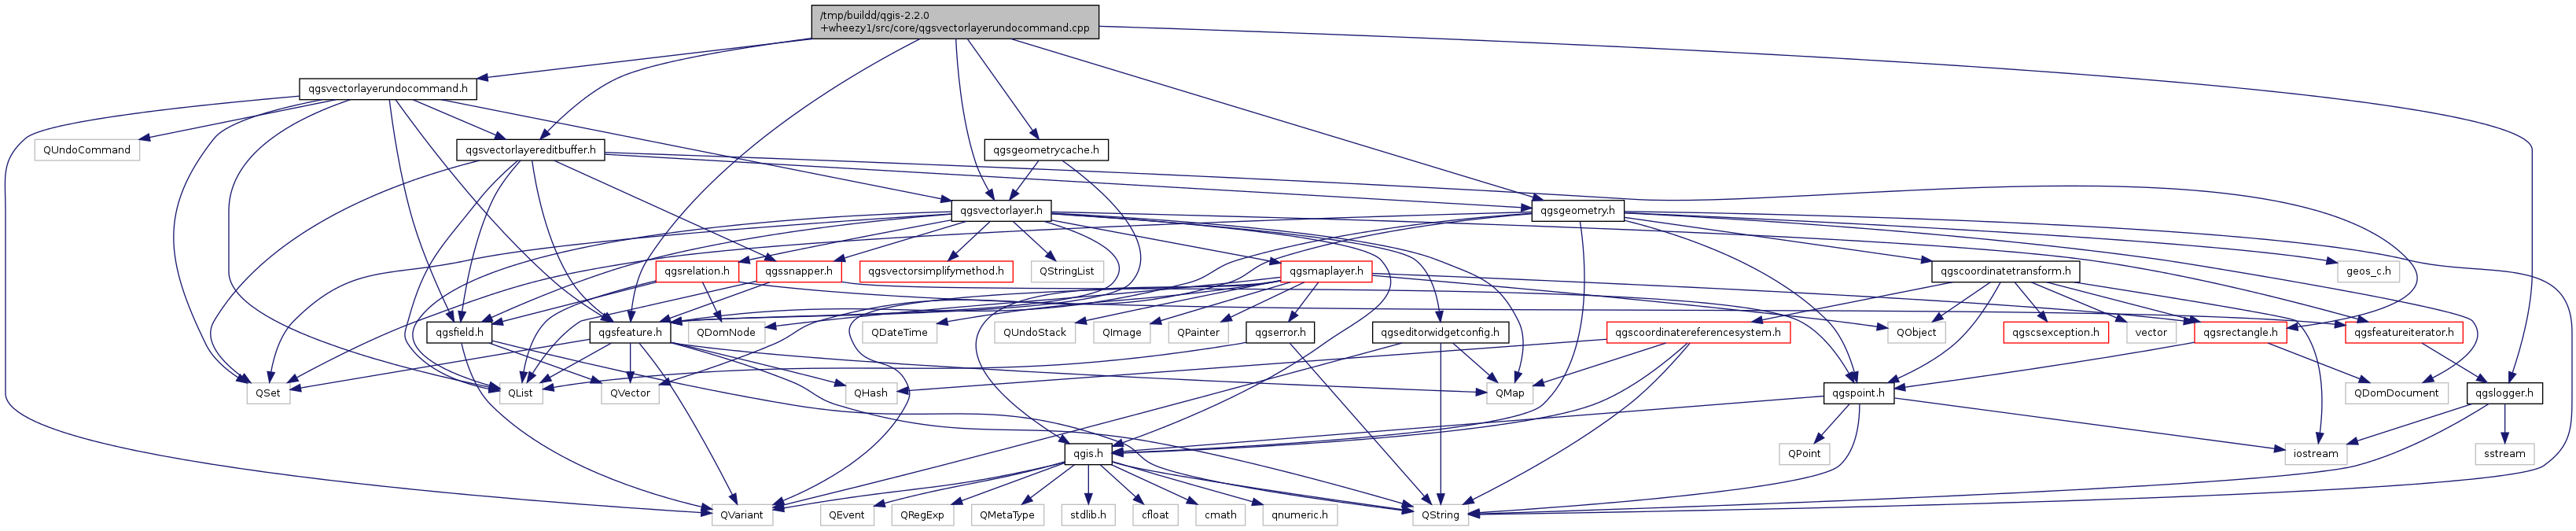 /tmp/buildd/qgis-2.2.0
+wheezy1/src/core/qgsvectorlayerundocommand.cpp
qgsvectorlayerundocommand.h
QUndoCommand
qgsvectorlayereditbuffer.h
qgsgeometrycache.h
qgsvectorlayer.h
qgsgeometry.h
qgsrelation.h
qgssnapper.h
qgsvectorsimplifymethod.h
QStringList
qgsmaplayer.h
qgscoordinatetransform.h
geos_c.h
qgsfield.h
qgsfeature.h
QDomNode
QDateTime
QUndoStack
QImage
QPainter
qgserror.h
qgseditorwidgetconfig.h
qgscoordinatereferencesystem.h
QObject
qgscsexception.h
vector
qgsrectangle.h
qgsfeatureiterator.h
QSet
QList
QVector
QHash
QMap
qgspoint.h
QDomDocument
qgslogger.h
qgis.h
QPoint
iostream
sstream
QVariant
QEvent
QRegExp
QMetaType
stdlib.h
cfloat
cmath
qnumeric.h
QString